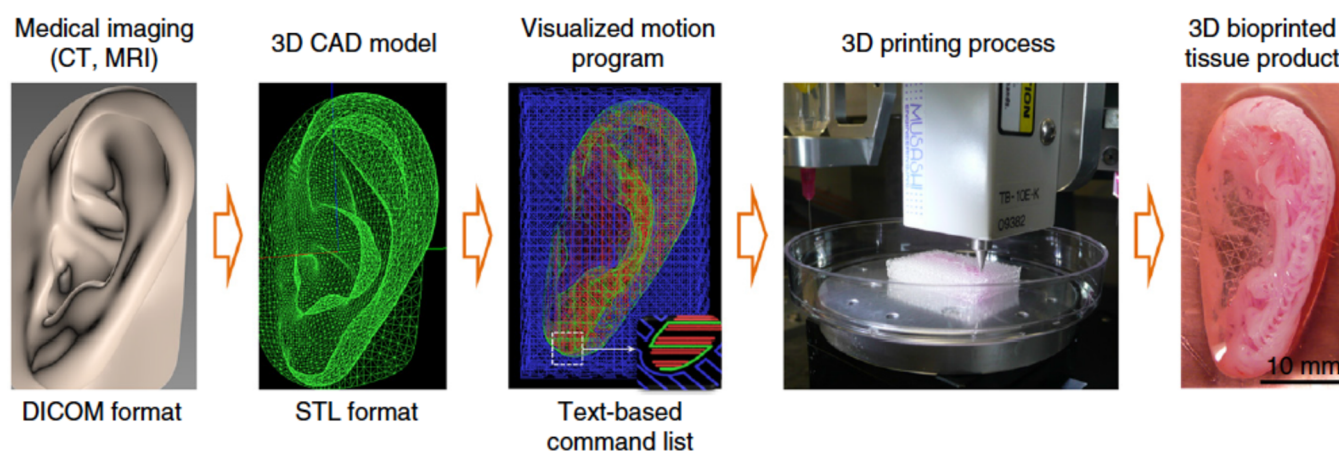 Medical imaging
(CT, MRI)
3D CAD model
Visualized motion
program
3D printing process
3D bioprinted
tissue product
MUSASHI
TB-10E-K
09382
10 mm
DICOM format
STL format
Text-based
command list